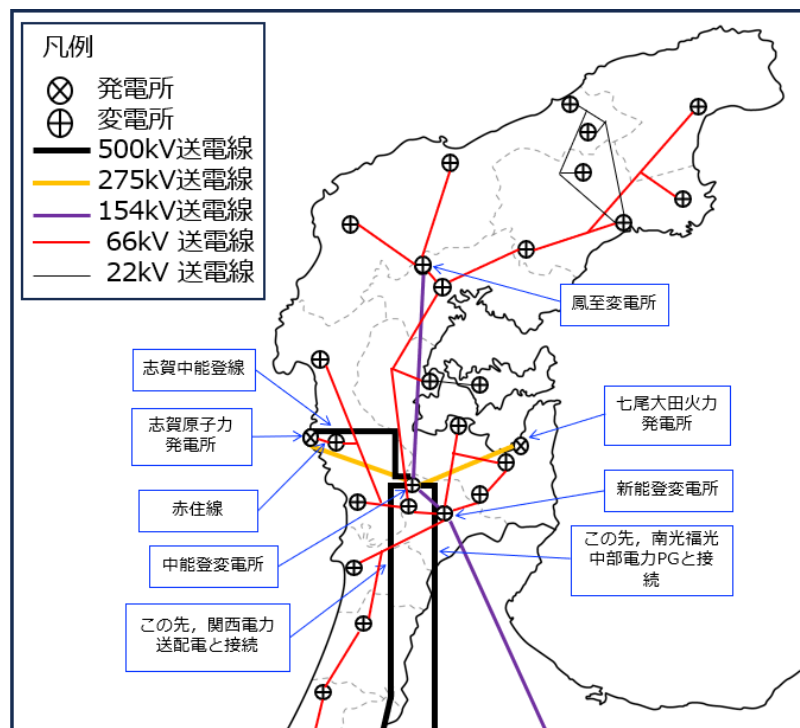 凡例
発電所
変電所
500kV送電線
275kV送電線
154kV送電線
66kV 送電線
22kV 送電線
鳳至変電所
志賀中能登線
志賀原子力
発電所
七尾大田火力
発電所
赤住線
新能登変電所
中能登変電所
この先，南光福光
中部電力PGと接
続
この先，関西電力
送配電と接続